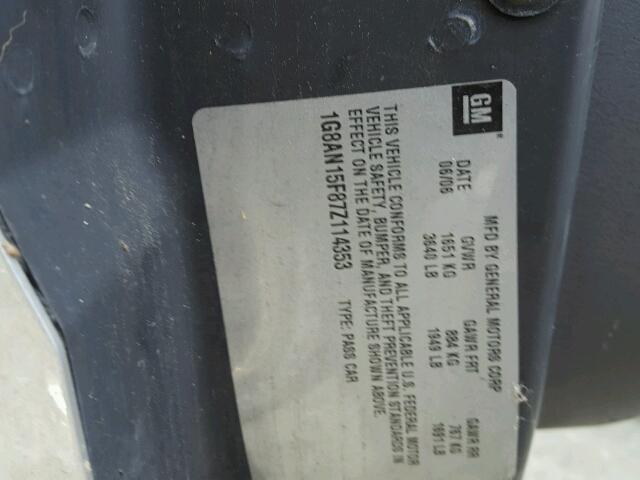 GM
MFD BY GENERAL MOTORS CORP
DATE GVWR GAWR FRT GAWR RR
06/06 1651 KG 884 KG 767 KG
3640 LB 1949 LB 1691 LB
THIS VEHICLE CONFORMS TO ALL APPLICABLE U.S. FEDERAL MOTOR
VEHICLE SAFETY, BUMPER, AND THEFT PREVENTION STANDARDS IN
EFFECT ON THE DATE OF MANUFACTURE SHOWN ABOVE.
1G8AN15F87Z114353 TYPE: PASS CAR